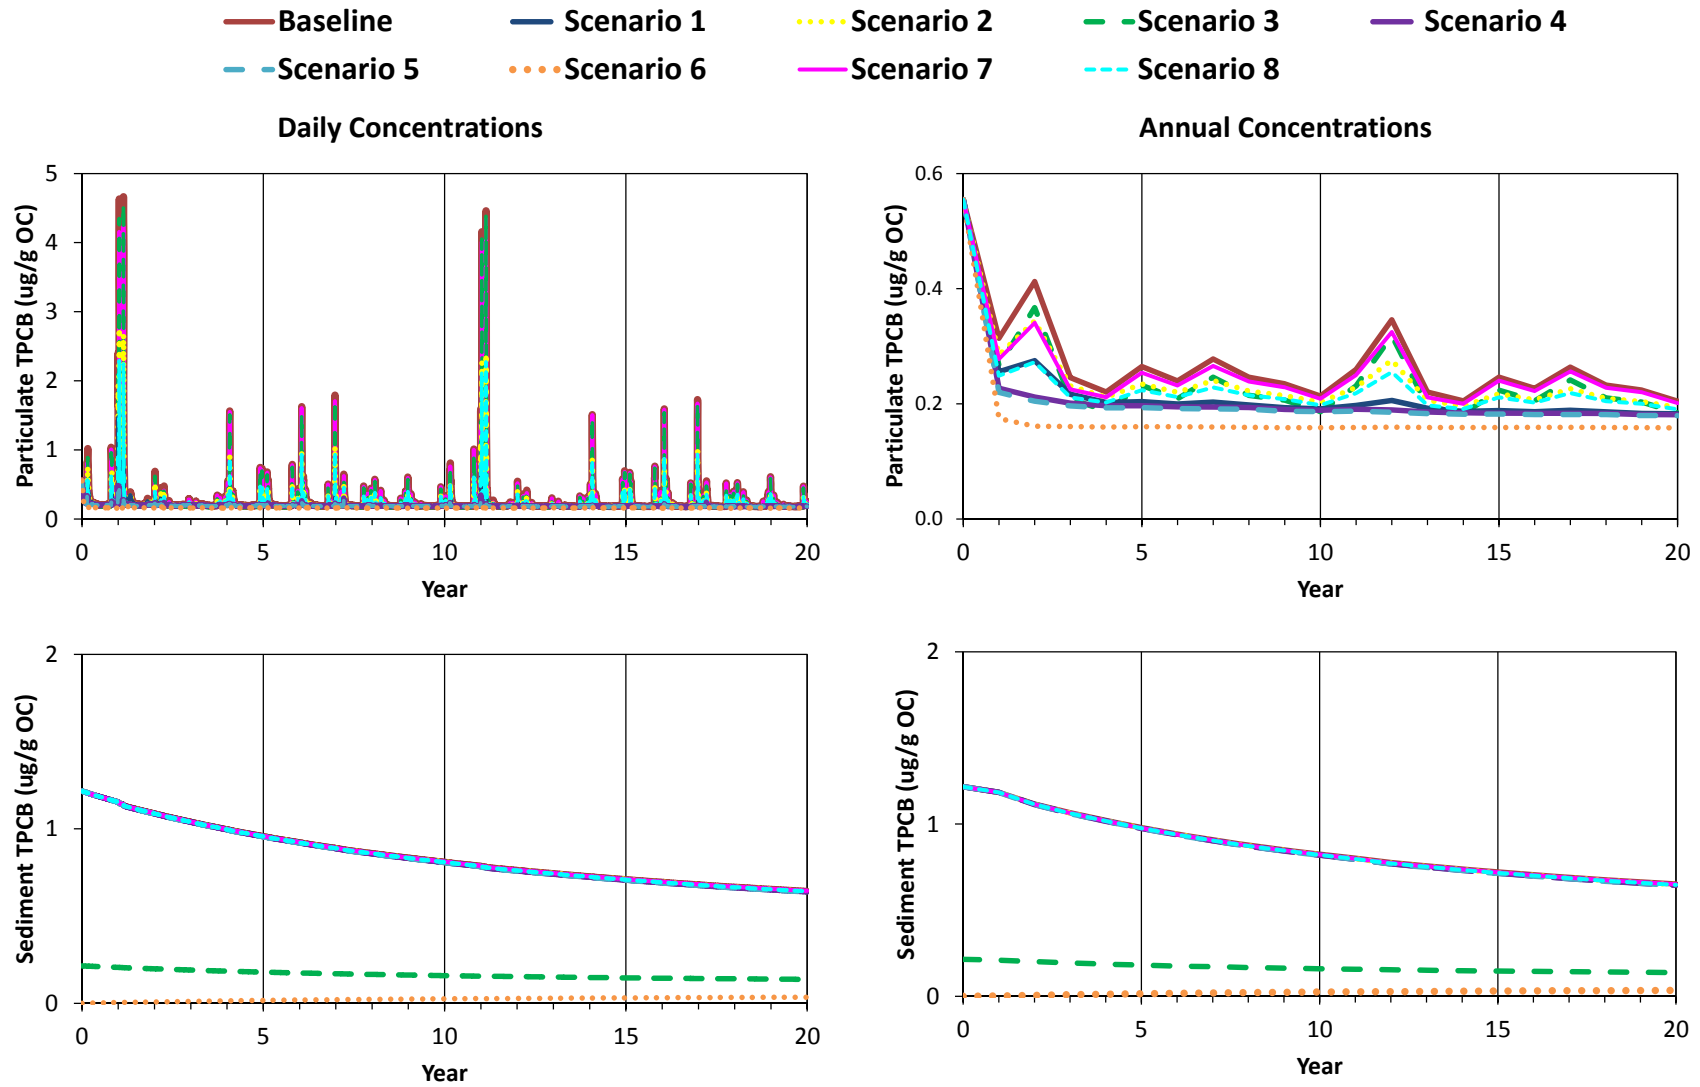 Baseline Scenario 1 Scenario 2 Scenario 3 Scenario 4
Scenario 5 Scenario 6 Scenario 7 Scenario 8
Daily Concentrations
Particulate TPCB (ug/g OC)
5
4
3
2
1
0
0 5 10 15 20
Year
Annual Concentrations
Particulate TPCB (ug/g OC)
0.6
0.4
0.2
0.0
0 5 10 15 20
Year
Sediment TPCB (ug/g OC)
2
1
0
0 5 10 15 20
Year
Sediment TPCB (ug/g OC)
2
1
0
0 5 10 15 20
Year